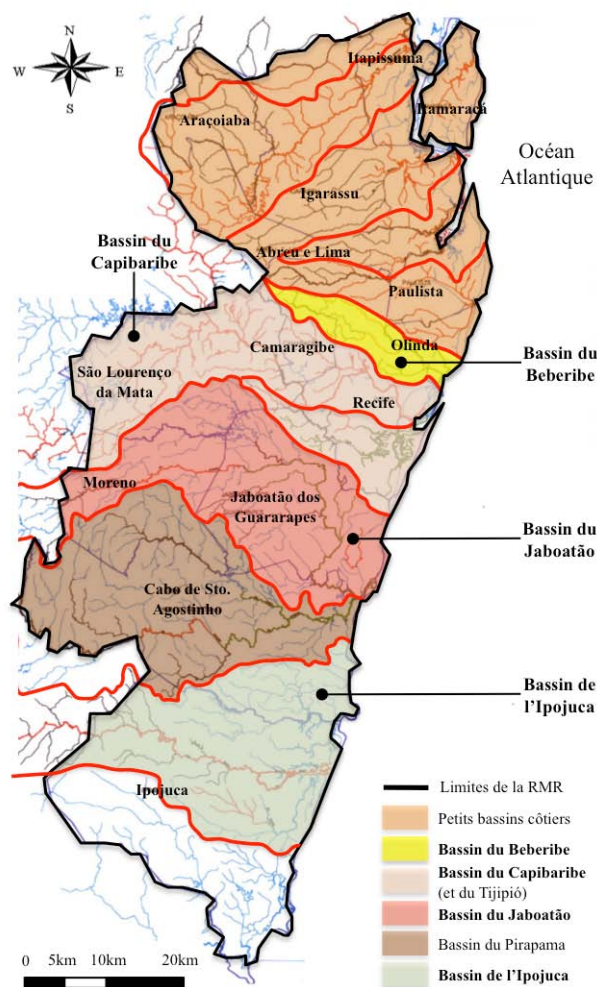 N
W
E
S
Itapissuma
Itamaracá
Araçoiaba
Océan
Atlantique
Igarassu
Bassin du
Capibaribe
Abreu e Lima
Paulista
Camaragibe
Olinda
Bassin du
Beberibe
São Lourenço
da Mata
Recife
Moreno
Jaboatão dos
Guararapes
Bassin du
Jaboatão
Cabo de Sto.
Agostinho
Bassin de
l'Ipojuca
Ipojuca
Limites de la RMR
Petits bassins côtiers
Bassin du Beberibe
Bassin du Capibaribe
(et du Tijipió)
Bassin du Jaboatão
Bassin du Pirapama
Bassin de l'Ipojuca
0 5km 10km 20km